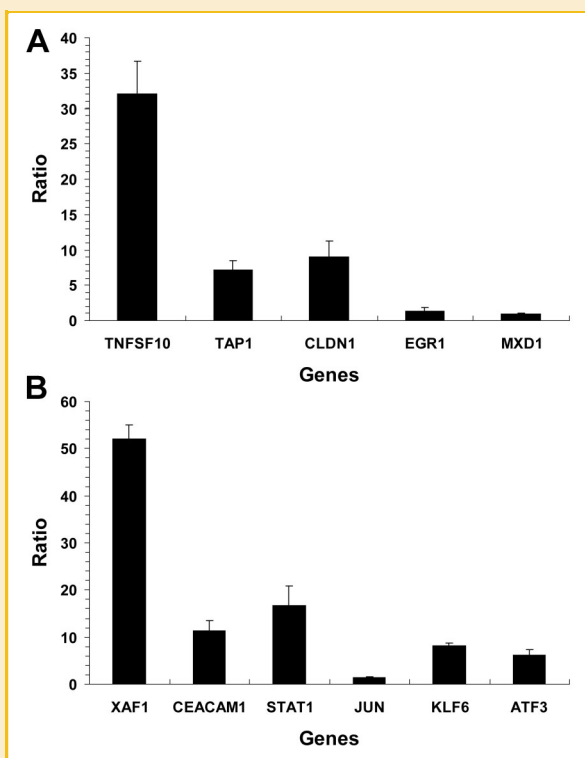 A
40
35
30
25
20
15
10
5
0
Ratio
TNFSF10 TAP1 CLDN1 EGR1 MXD1
Genes
B
60
50
40
30
20
10
0
Ratio
XAF1 CEACAM1 STAT1 JUN KLF6 ATF3
Genes